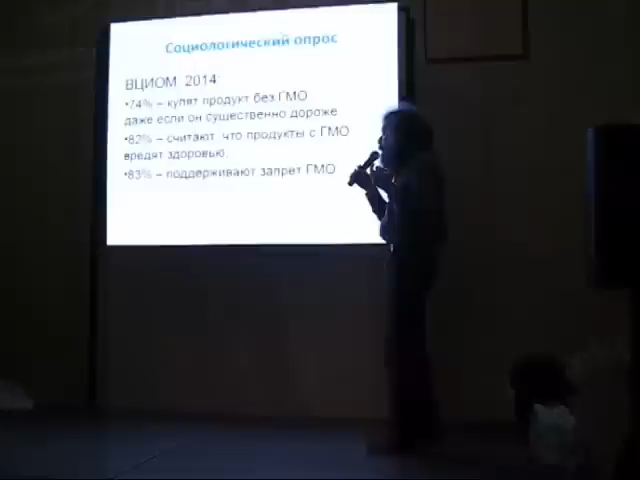 Социологический опрос
ВЦИОМ 2014:
•74% – купят продукт без ГМО
даже если он существенно дороже
•82% – считают что продукты с ГМО
вредят здоровью.
•83% – поддерживают запрет ГМО